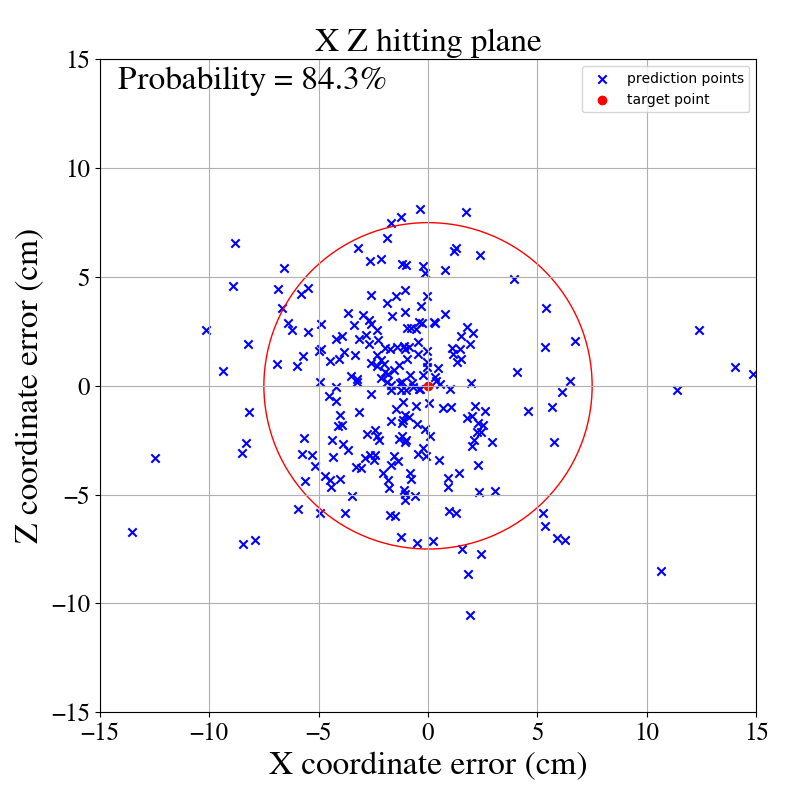 X Z hitting plane
Probability = 84.3%
prediction points
target point
Z coordinate error (cm)
15
10
5
0
−5
−10
−15
−15
−10
−5
0
5
10
15
X coordinate error (cm)